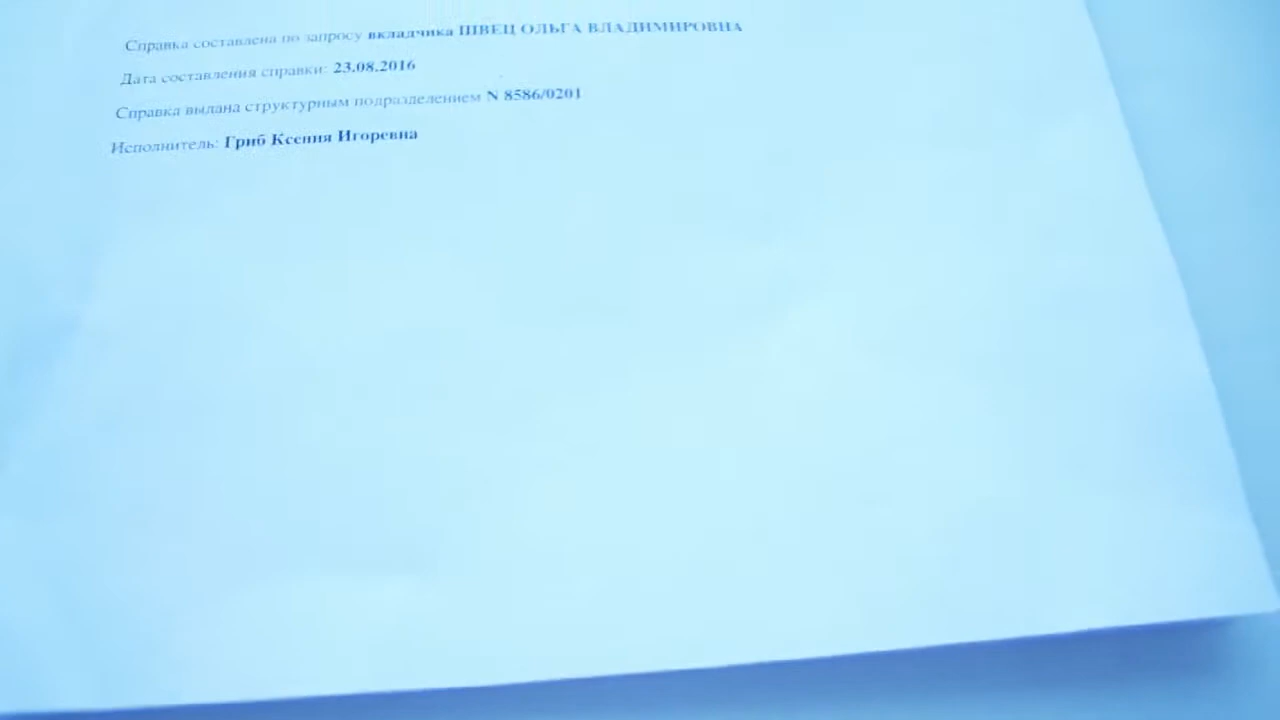 Справка составлена по запросу вкладчика ШВЕЦ ОЛЬГА ВЛАДИМИРОВНА
Дата составления справки: 23.08.2016
Справка выдана структурным подразделением N 8586/0201
Исполнитель: Гриб Ксения Игоревна